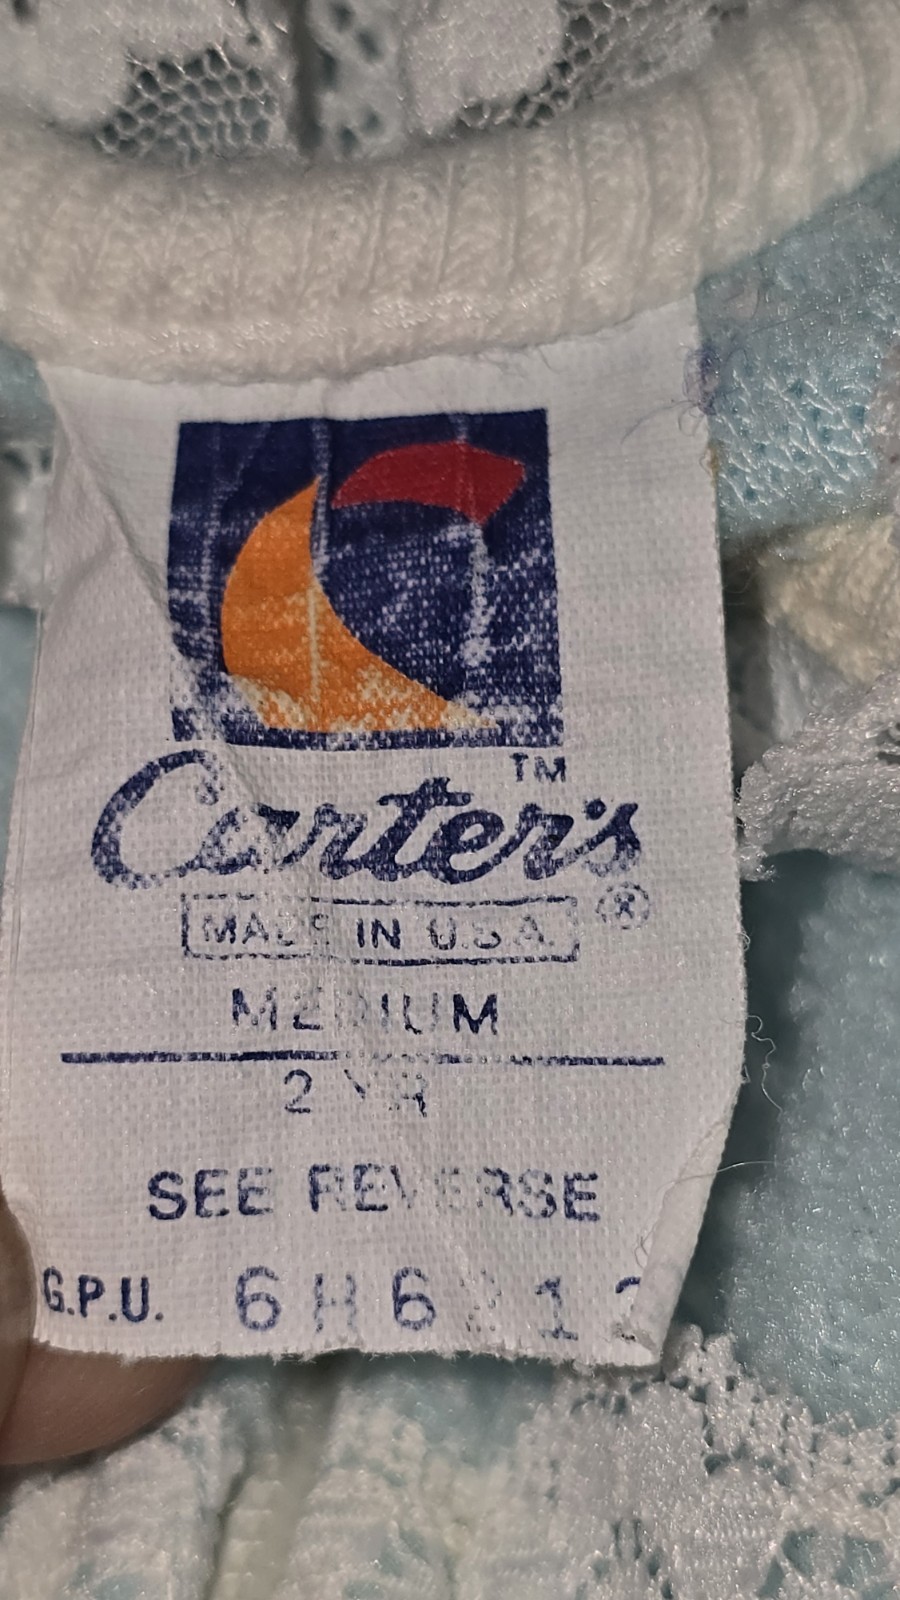 TM
Carter's
MADE IN U.S.A. ®
MEDIUM
2 YR
SEE REVERSE
G.P.U.